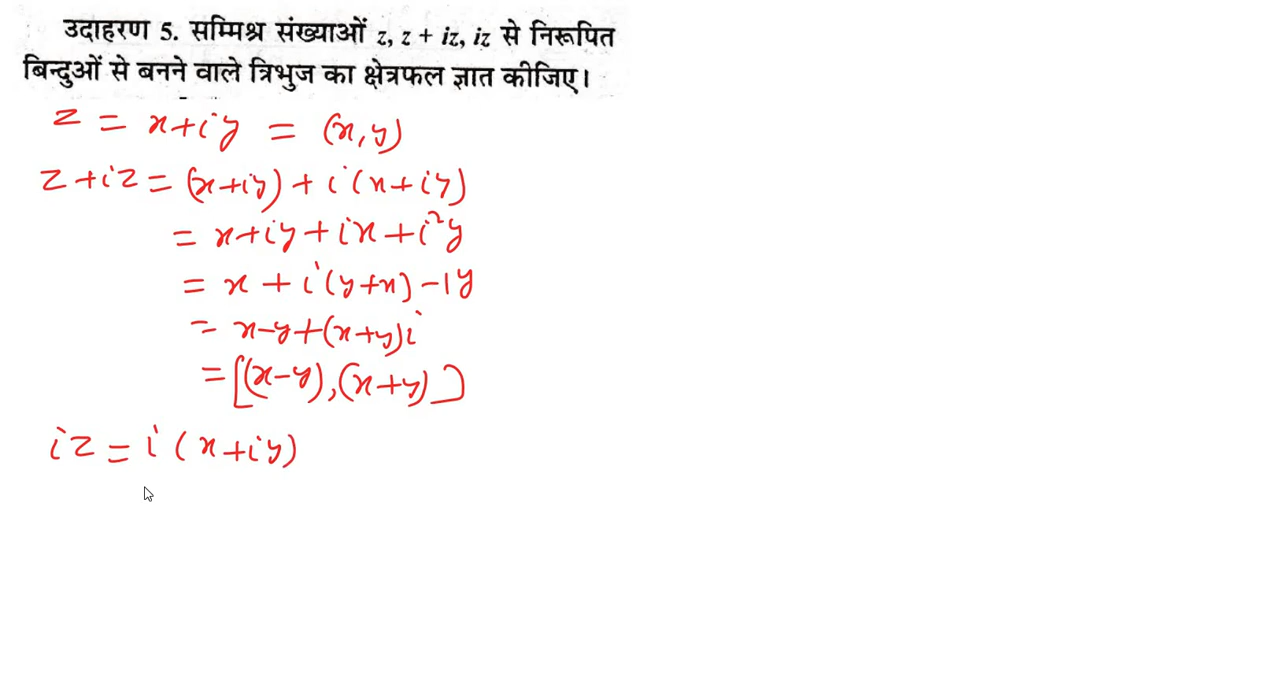 उदाहरण 5. सम्मिश्र संख्याओं z, z + iz, iz से निरूपित
बिन्दुओं से बनने वाले त्रिभुज का क्षेत्रफल ज्ञात कीजिए।
z = x+iy = (x,y)
z+iz = (x+iy) + i(x+iy)
= x+iy+ix+i²y
= x + i(y+x) -1y
= x-y+(x+y)i
= [(x-y),(x+y)]
iz = i(x+iy)